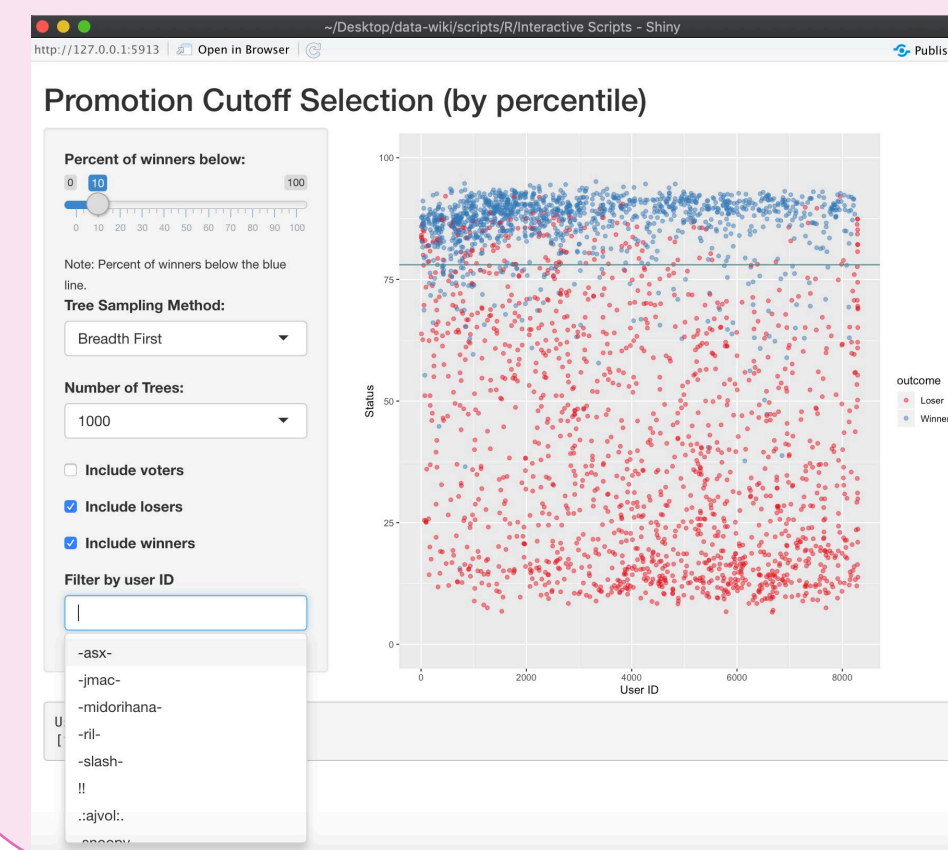 ~/Desktop/data-wiki/scripts/R/Interactive Scripts - Shiny
http://127.0.0.1:5913 Open in Browser Publis
Promotion Cutoff Selection (by percentile)
Percent of winners below:
0 10 100
0 10 20 30 40 50 60 70 80 90 100
Note: Percent of winners below the blue
line.
Tree Sampling Method:
Breadth First
Number of Trees:
1000
Include voters
Include losers
Include winners
Filter by user ID
-asx-
-jmac-
-midorihana-
-ril-
-slash-
!!
.:ajvol:.
U
[
100
75
50
25
0
Status
0 2000 4000 6000 8000
User ID
outcome
Loser
Winner